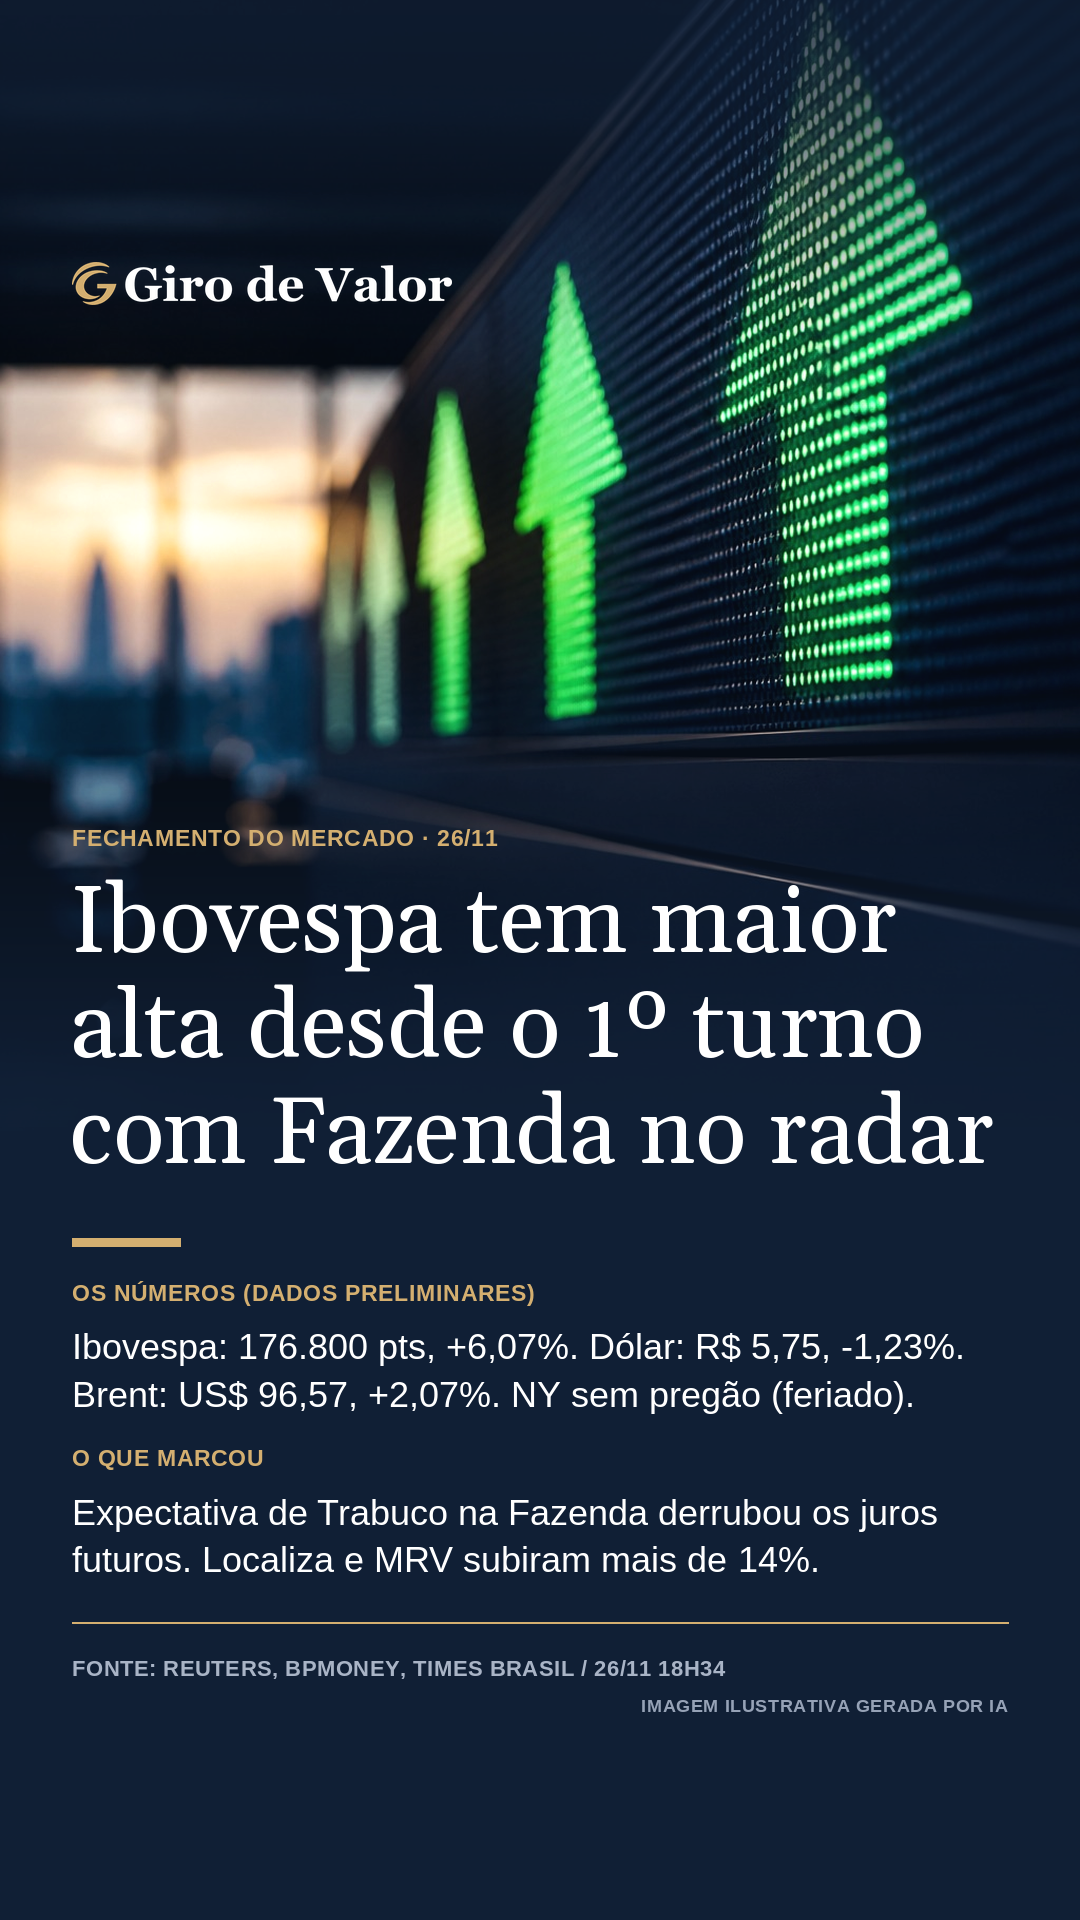 Giro de Valor
FECHAMENTO DO MERCADO · 26/11
Ibovespa tem maior
alta desde o 1º turno
com Fazenda no radar
OS NÚMEROS (DADOS PRELIMINARES)
Ibovespa: 176.800 pts, +6,07%. Dólar: R$ 5,75, -1,23%.
Brent: US$ 96,57, +2,07%. NY sem pregão (feriado).
O QUE MARCOU
Expectativa de Trabuco na Fazenda derrubou os juros
futuros. Localiza e MRV subiram mais de 14%.
FONTE: REUTERS, BPMONEY, TIMES BRASIL / 26/11 18H34
IMAGEM ILUSTRATIVA GERADA POR IA